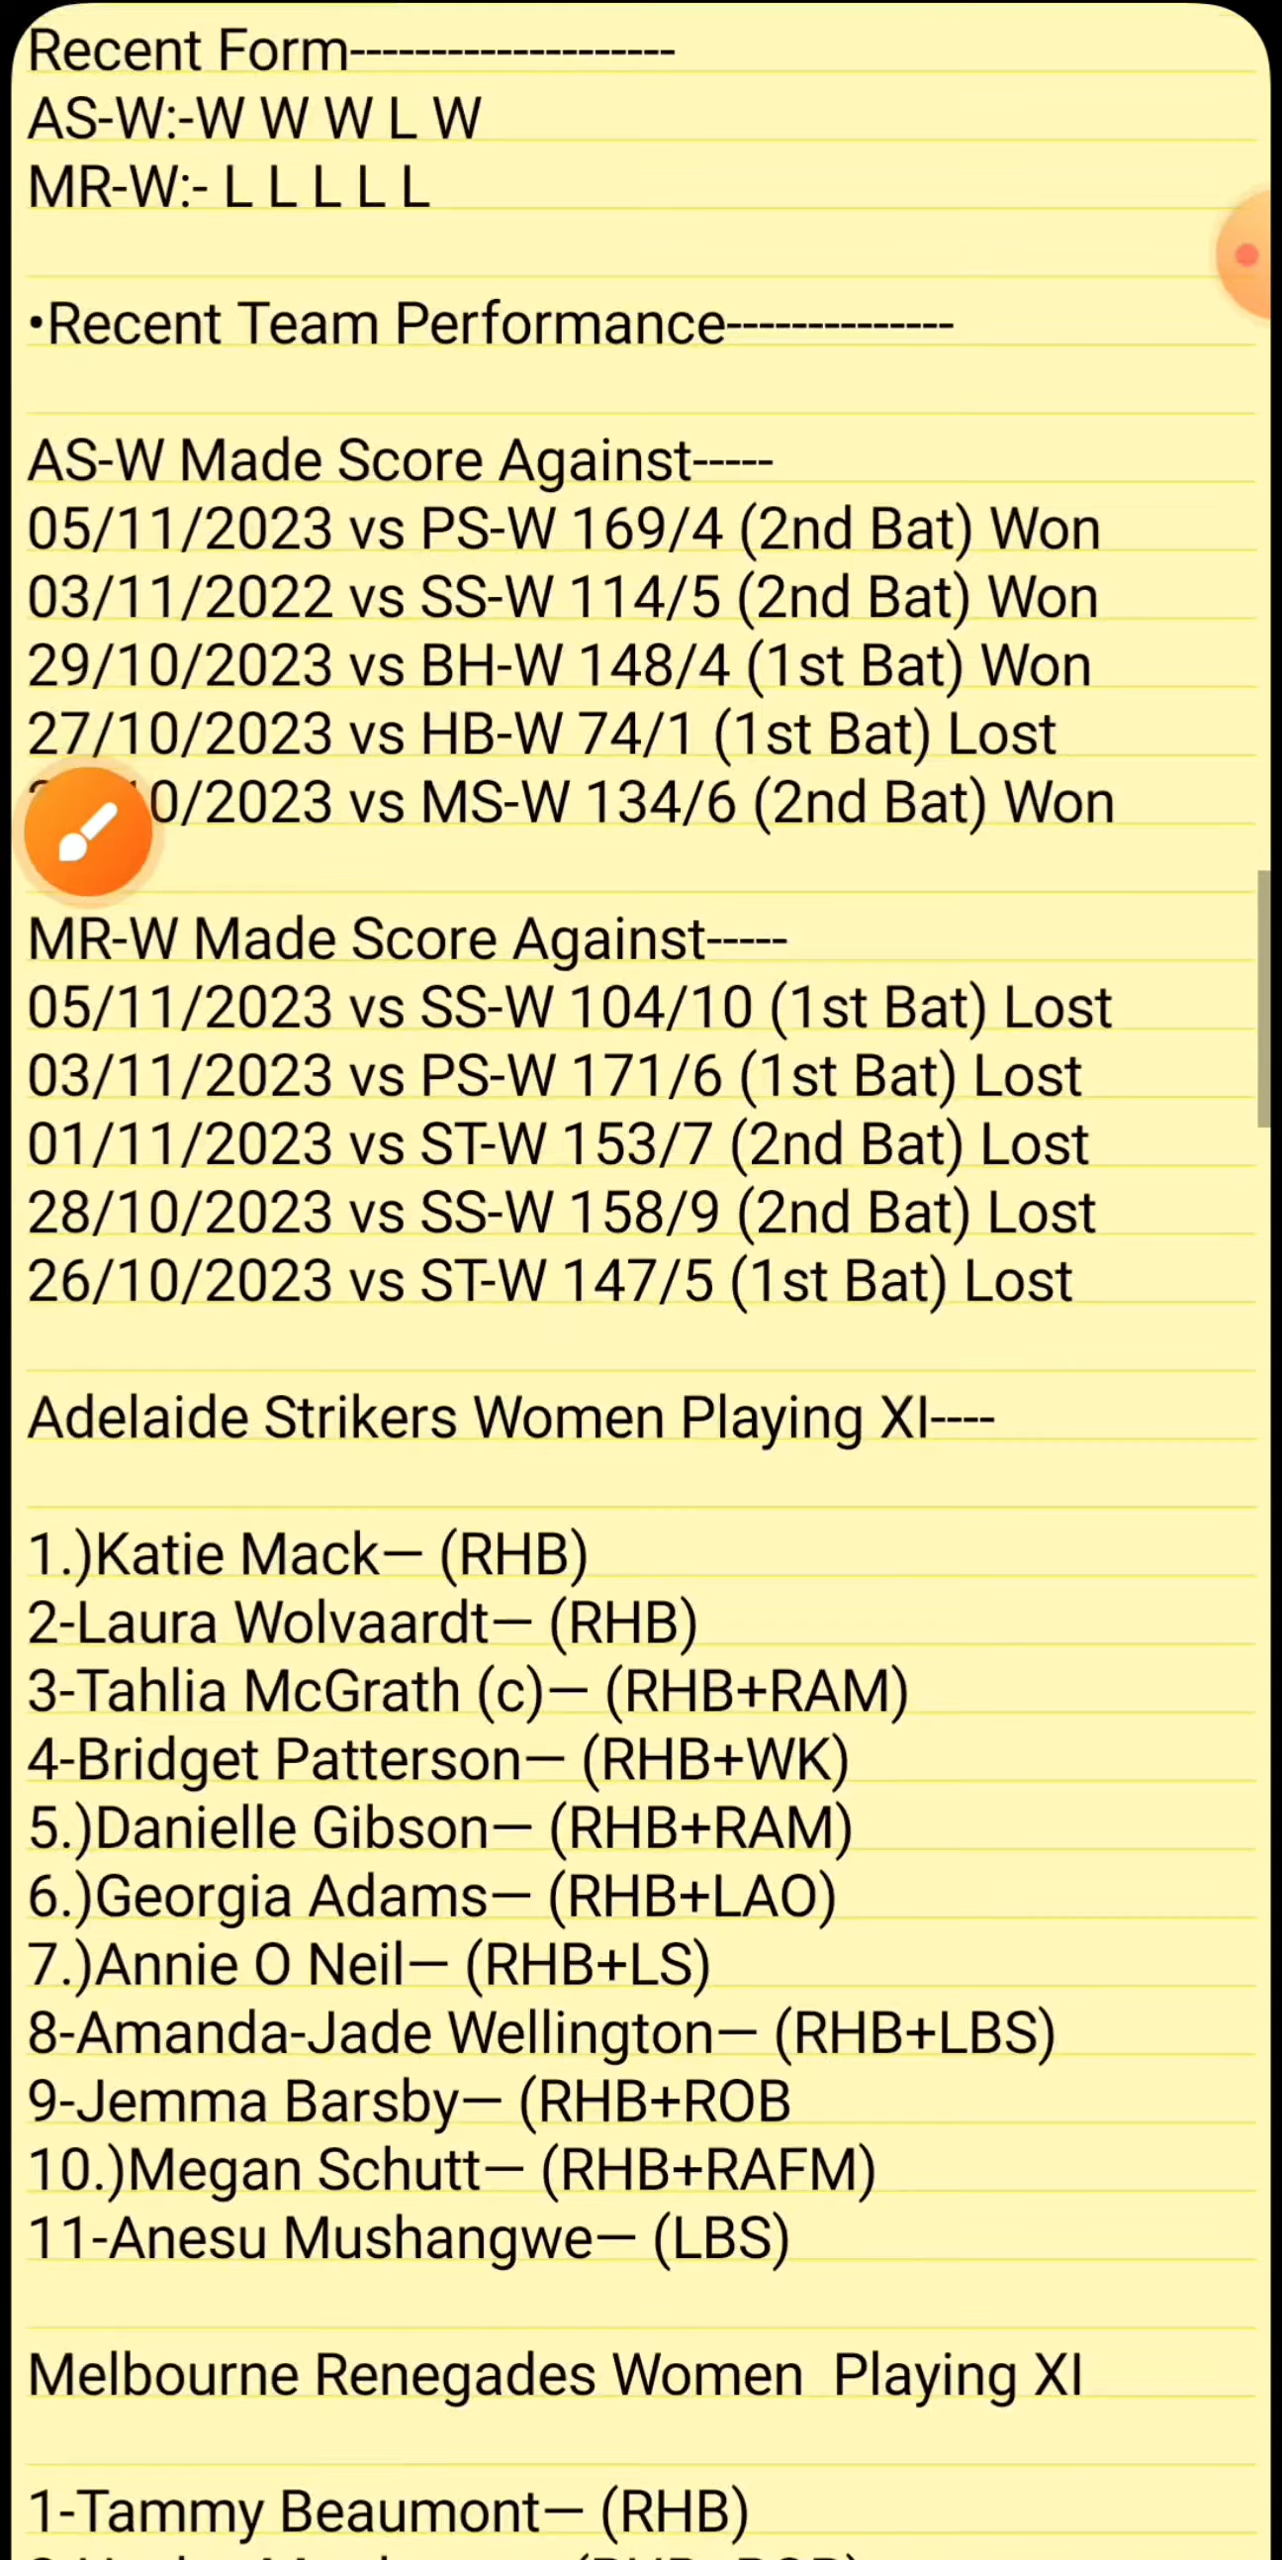 Recent Form--------------------
AS-W:-W W W L W
MR-W:- L L L L L
•Recent Team Performance--------------
AS-W Made Score Against-----
05/11/2023 vs PS-W 169/4 (2nd Bat) Won
03/11/2022 vs SS-W 114/5 (2nd Bat) Won
29/10/2023 vs BH-W 148/4 (1st Bat) Won
27/10/2023 vs HB-W 74/1 (1st Bat) Lost
0/2023 vs MS-W 134/6 (2nd Bat) Won
MR-W Made Score Against-----
05/11/2023 vs SS-W 104/10 (1st Bat) Lost
03/11/2023 vs PS-W 171/6 (1st Bat) Lost
01/11/2023 vs ST-W 153/7 (2nd Bat) Lost
28/10/2023 vs SS-W 158/9 (2nd Bat) Lost
26/10/2023 vs ST-W 147/5 (1st Bat) Lost
Adelaide Strikers Women Playing XI----
1.)Katie Mack— (RHB)
2-Laura Wolvaardt— (RHB)
3-Tahlia McGrath (c)— (RHB+RAM)
4-Bridget Patterson— (RHB+WK)
5.)Danielle Gibson— (RHB+RAM)
6.)Georgia Adams— (RHB+LAO)
7.)Annie O Neil— (RHB+LS)
8-Amanda-Jade Wellington— (RHB+LBS)
9-Jemma Barsby— (RHB+ROB
10.)Megan Schutt— (RHB+RAFM)
11-Anesu Mushangwe— (LBS)
Melbourne Renegades Women  Playing XI
1-Tammy Beaumont— (RHB)